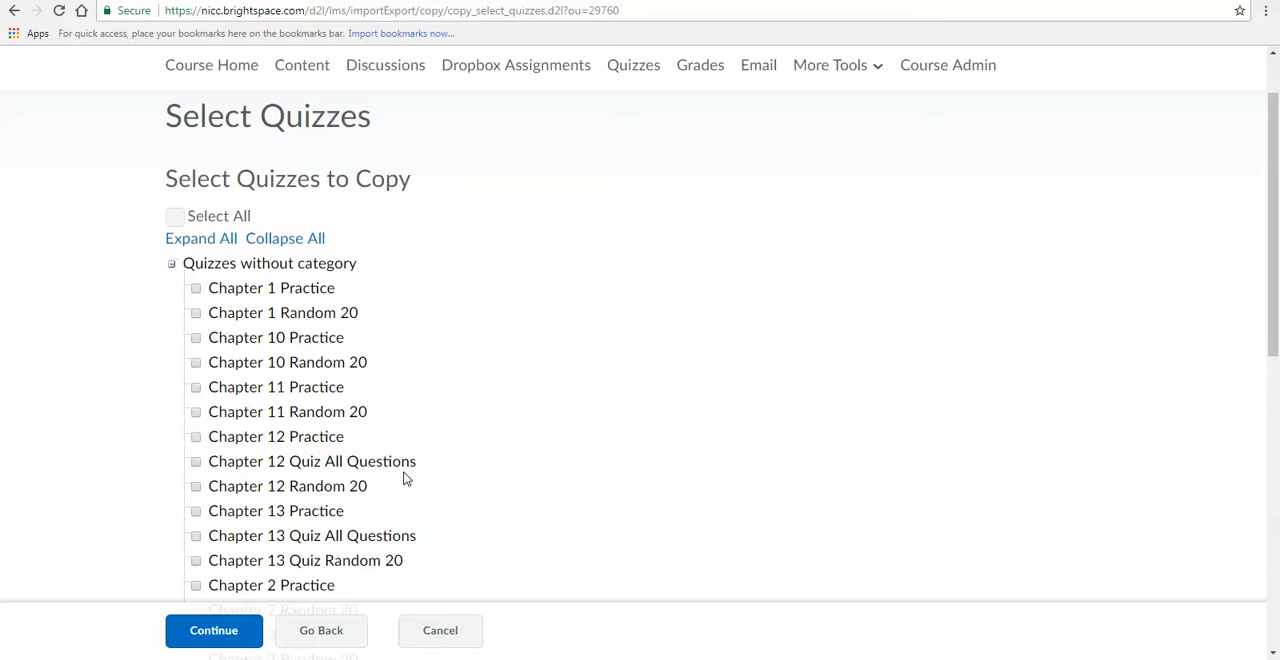 Secure https://nicc.brightspace.com/d2l/lms/importExport/copy/copy_select_quizzes.d2l?ou=29760
Apps For quick access, place your bookmarks here on the bookmarks bar. Import bookmarks now...
Course Home Content Discussions Dropbox Assignments Quizzes Grades Email More Tools Course Admin
Select Quizzes
Select Quizzes to Copy
Select All
Expand All Collapse All
Quizzes without category
Chapter 1 Practice
Chapter 1 Random 20
Chapter 10 Practice
Chapter 10 Random 20
Chapter 11 Practice
Chapter 11 Random 20
Chapter 12 Practice
Chapter 12 Quiz All Questions
Chapter 12 Random 20
Chapter 13 Practice
Chapter 13 Quiz All Questions
Chapter 13 Quiz Random 20
Chapter 2 Practice
Chapter 2 Random 20
Continue Go Back Cancel